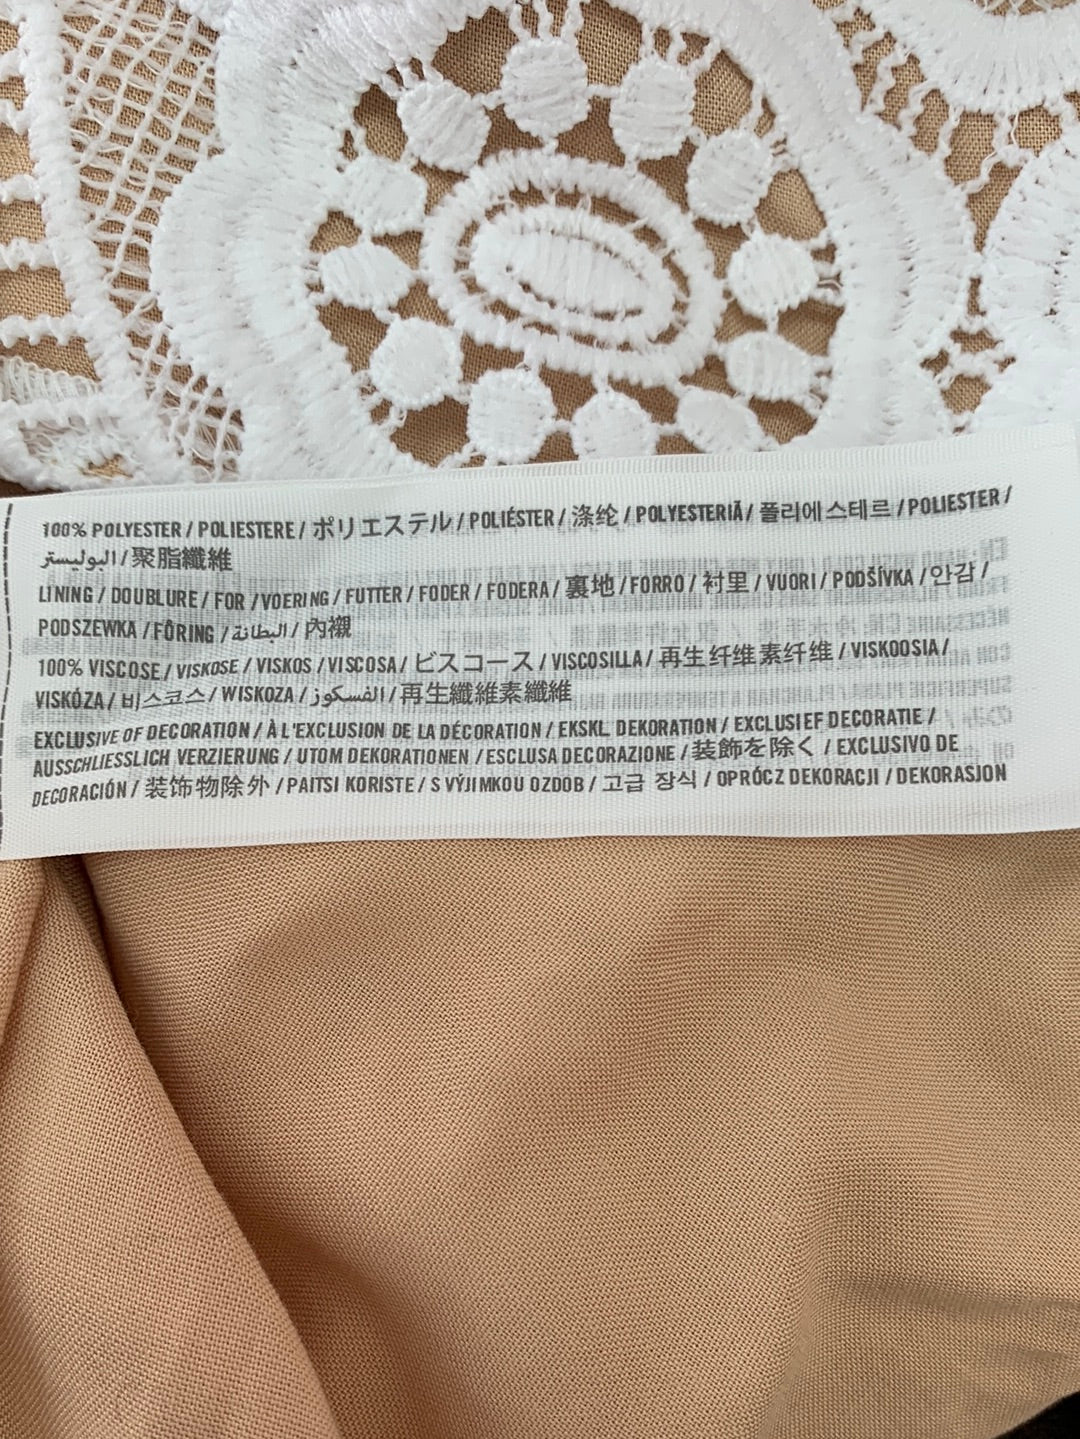 100% POLYESTER / POLIESTERE / ポリエステル / POLIÉSTER / 涤纶 / POLYESTERIÄ / 폴리에스테르 / POLIESTER /
البوليستر / 聚脂纖維
LINING / DOUBLURE / FOR / VOERING / FUTTER / FODER / FODERA / 裏地 / FORRO / 衬里 / VUORI / PODŠÍVKA / 안감 /
PODSZEWKA / FÔRING / البطانة / 內襯
100% VISCOSE / VISKOSE / VISKOS / VISCOSA / ビスコース / VISCOSILLA / 再生纤维素纤维 / VISKOOSIA /
VISKÓZA / 비스코스 / WISKOZA / الفسكوز / 再生纖維素纖維
EXCLUSIVE OF DECORATION / À L'EXCLUSION DE LA DÉCORATION / EKSKL DEKORATION / EXCLUSIEF DECORATIE /
AUSSCHLIESSLICH VERZIERUNG / UTOM DEKORATIONEN / ESCLUSA DECORAZIONE / 装飾を除く / EXCLUSIVO DE
DECORACIÓN / 装饰物除外 / PAITSI KORISTE / S VÝJIMKOU OZDOB / 고급 장식 / OPRÓCZ DEKORACJI / DEKORASJON